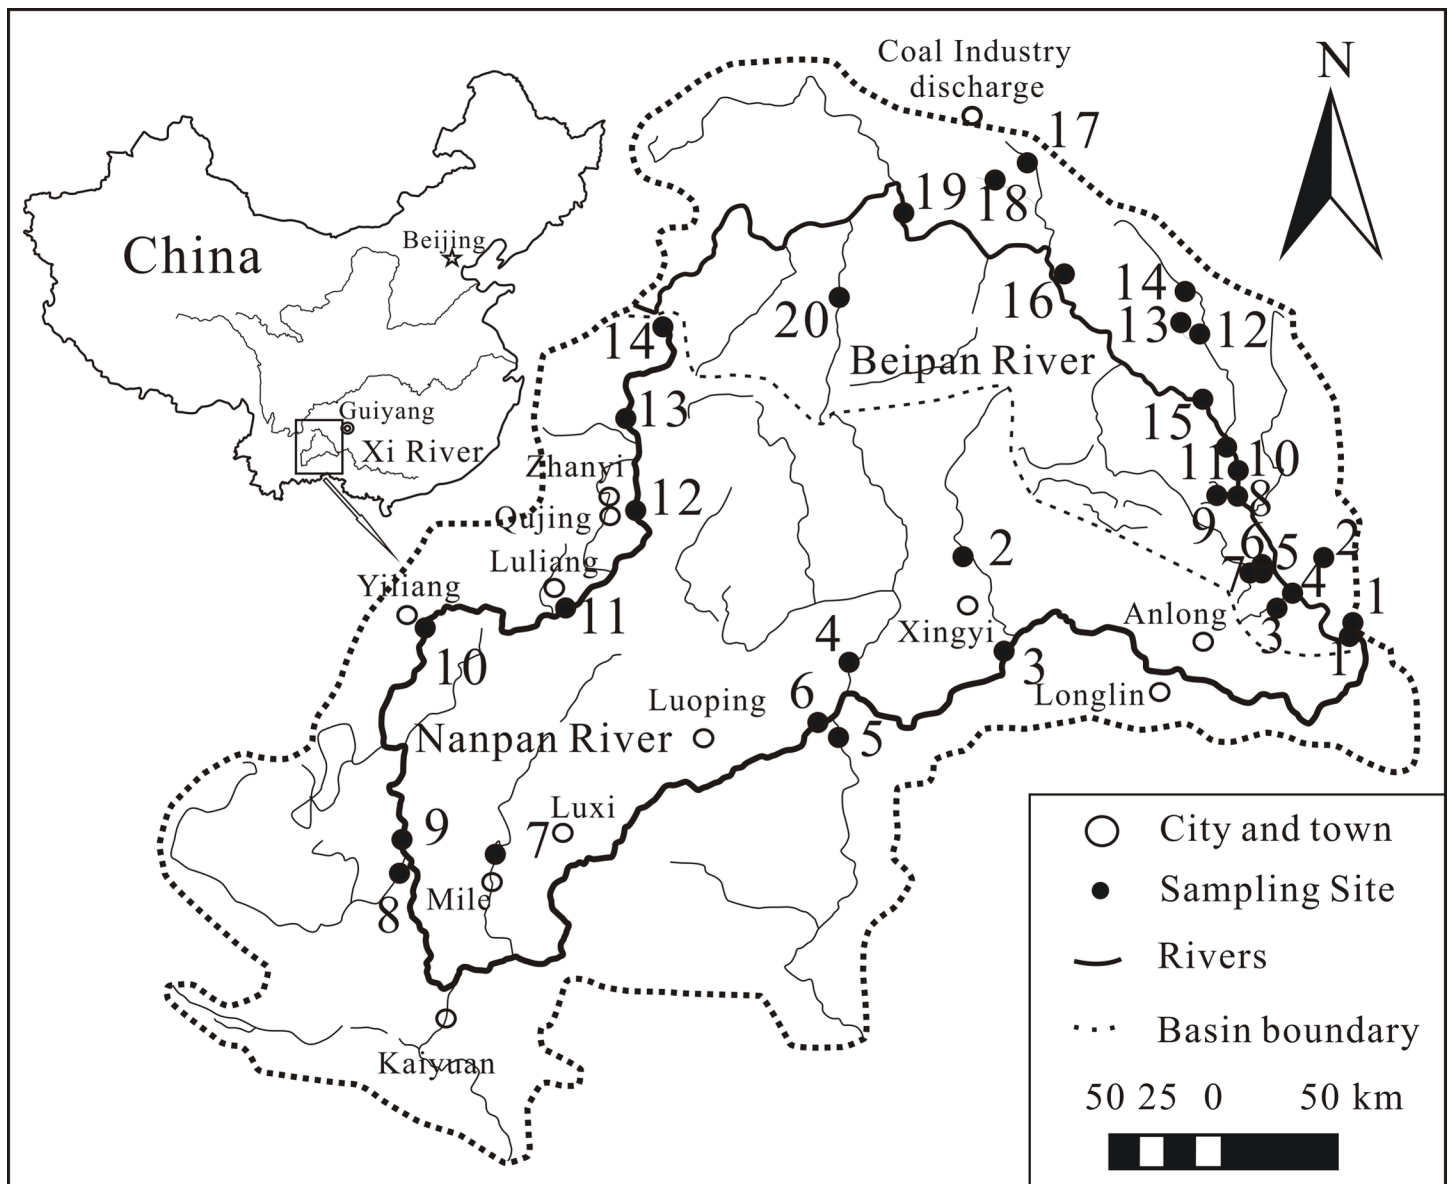 Coal Industry
discharge
N
17
19
18
China
Beijing
14
16
14
13
12
20
Beipan River
13
15
Guiyang
Xi River
Zhanyi
11
10
12
8
Qujing
9
6
5
2
2
Luliang
7
4
Yiliang
1
11
Anlong
3
Xingyi
4
1
10
3
6
Luoping
Longlin
Nanpan River
5
Luxi
9
7
City and town
8
Mile
Sampling Site
Rivers
Basin boundary
Kaiyuan
50 25 0 50 km